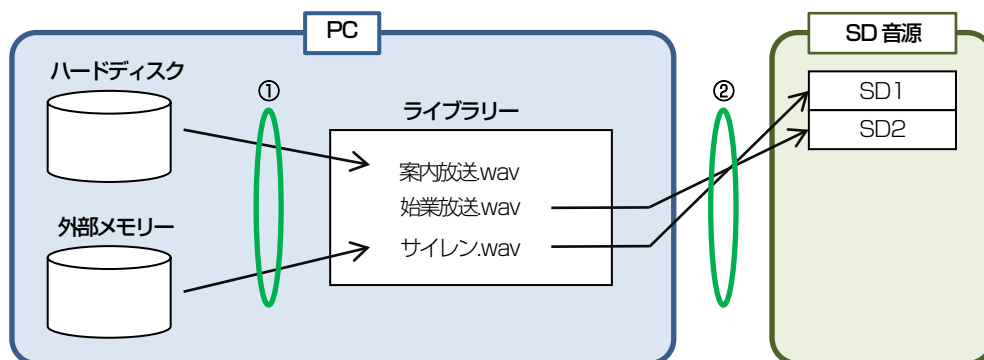 PC
SD 音源
ハードディスク
①
②
ライブラリー
SD1
SD2
案内放送.wav
始業放送.wav
外部メモリー
サイレン.wav